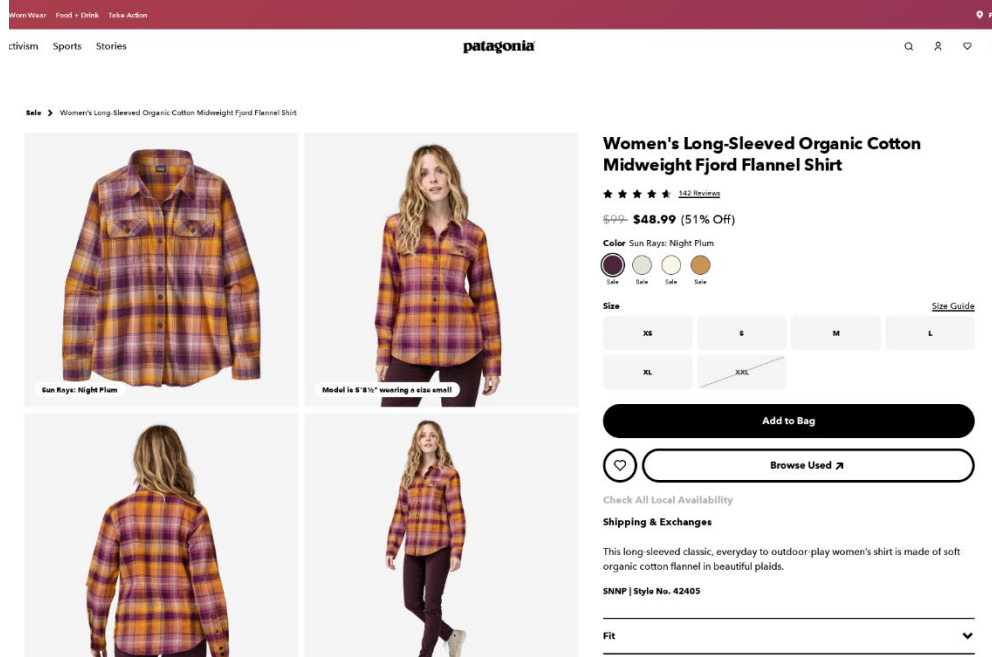 Worn Wear Food + Drink Take Action
ctivism Sports Stories
patagonia
Sale > Women's Long-Sleeved Organic Cotton Midweight Fjord Flannel Shirt
Sun Rays: Night Plum
Model is 5'8½" wearing a size small
Women's Long-Sleeved Organic Cotton
Midweight Fjord Flannel Shirt
142 Reviews
$99 $48.99 (51% Off)
Color Sun Rays: Night Plum
Sale Sale Sale Sale
Size Size Guide
XS S M L
XL XXL
Add to Bag
Browse Used ↗
Check All Local Availability
Shipping & Exchanges
This long-sleeved classic, everyday to outdoor-play women's shirt is made of soft
organic cotton flannel in beautiful plaids.
SNNP | Style No. 42405
Fit